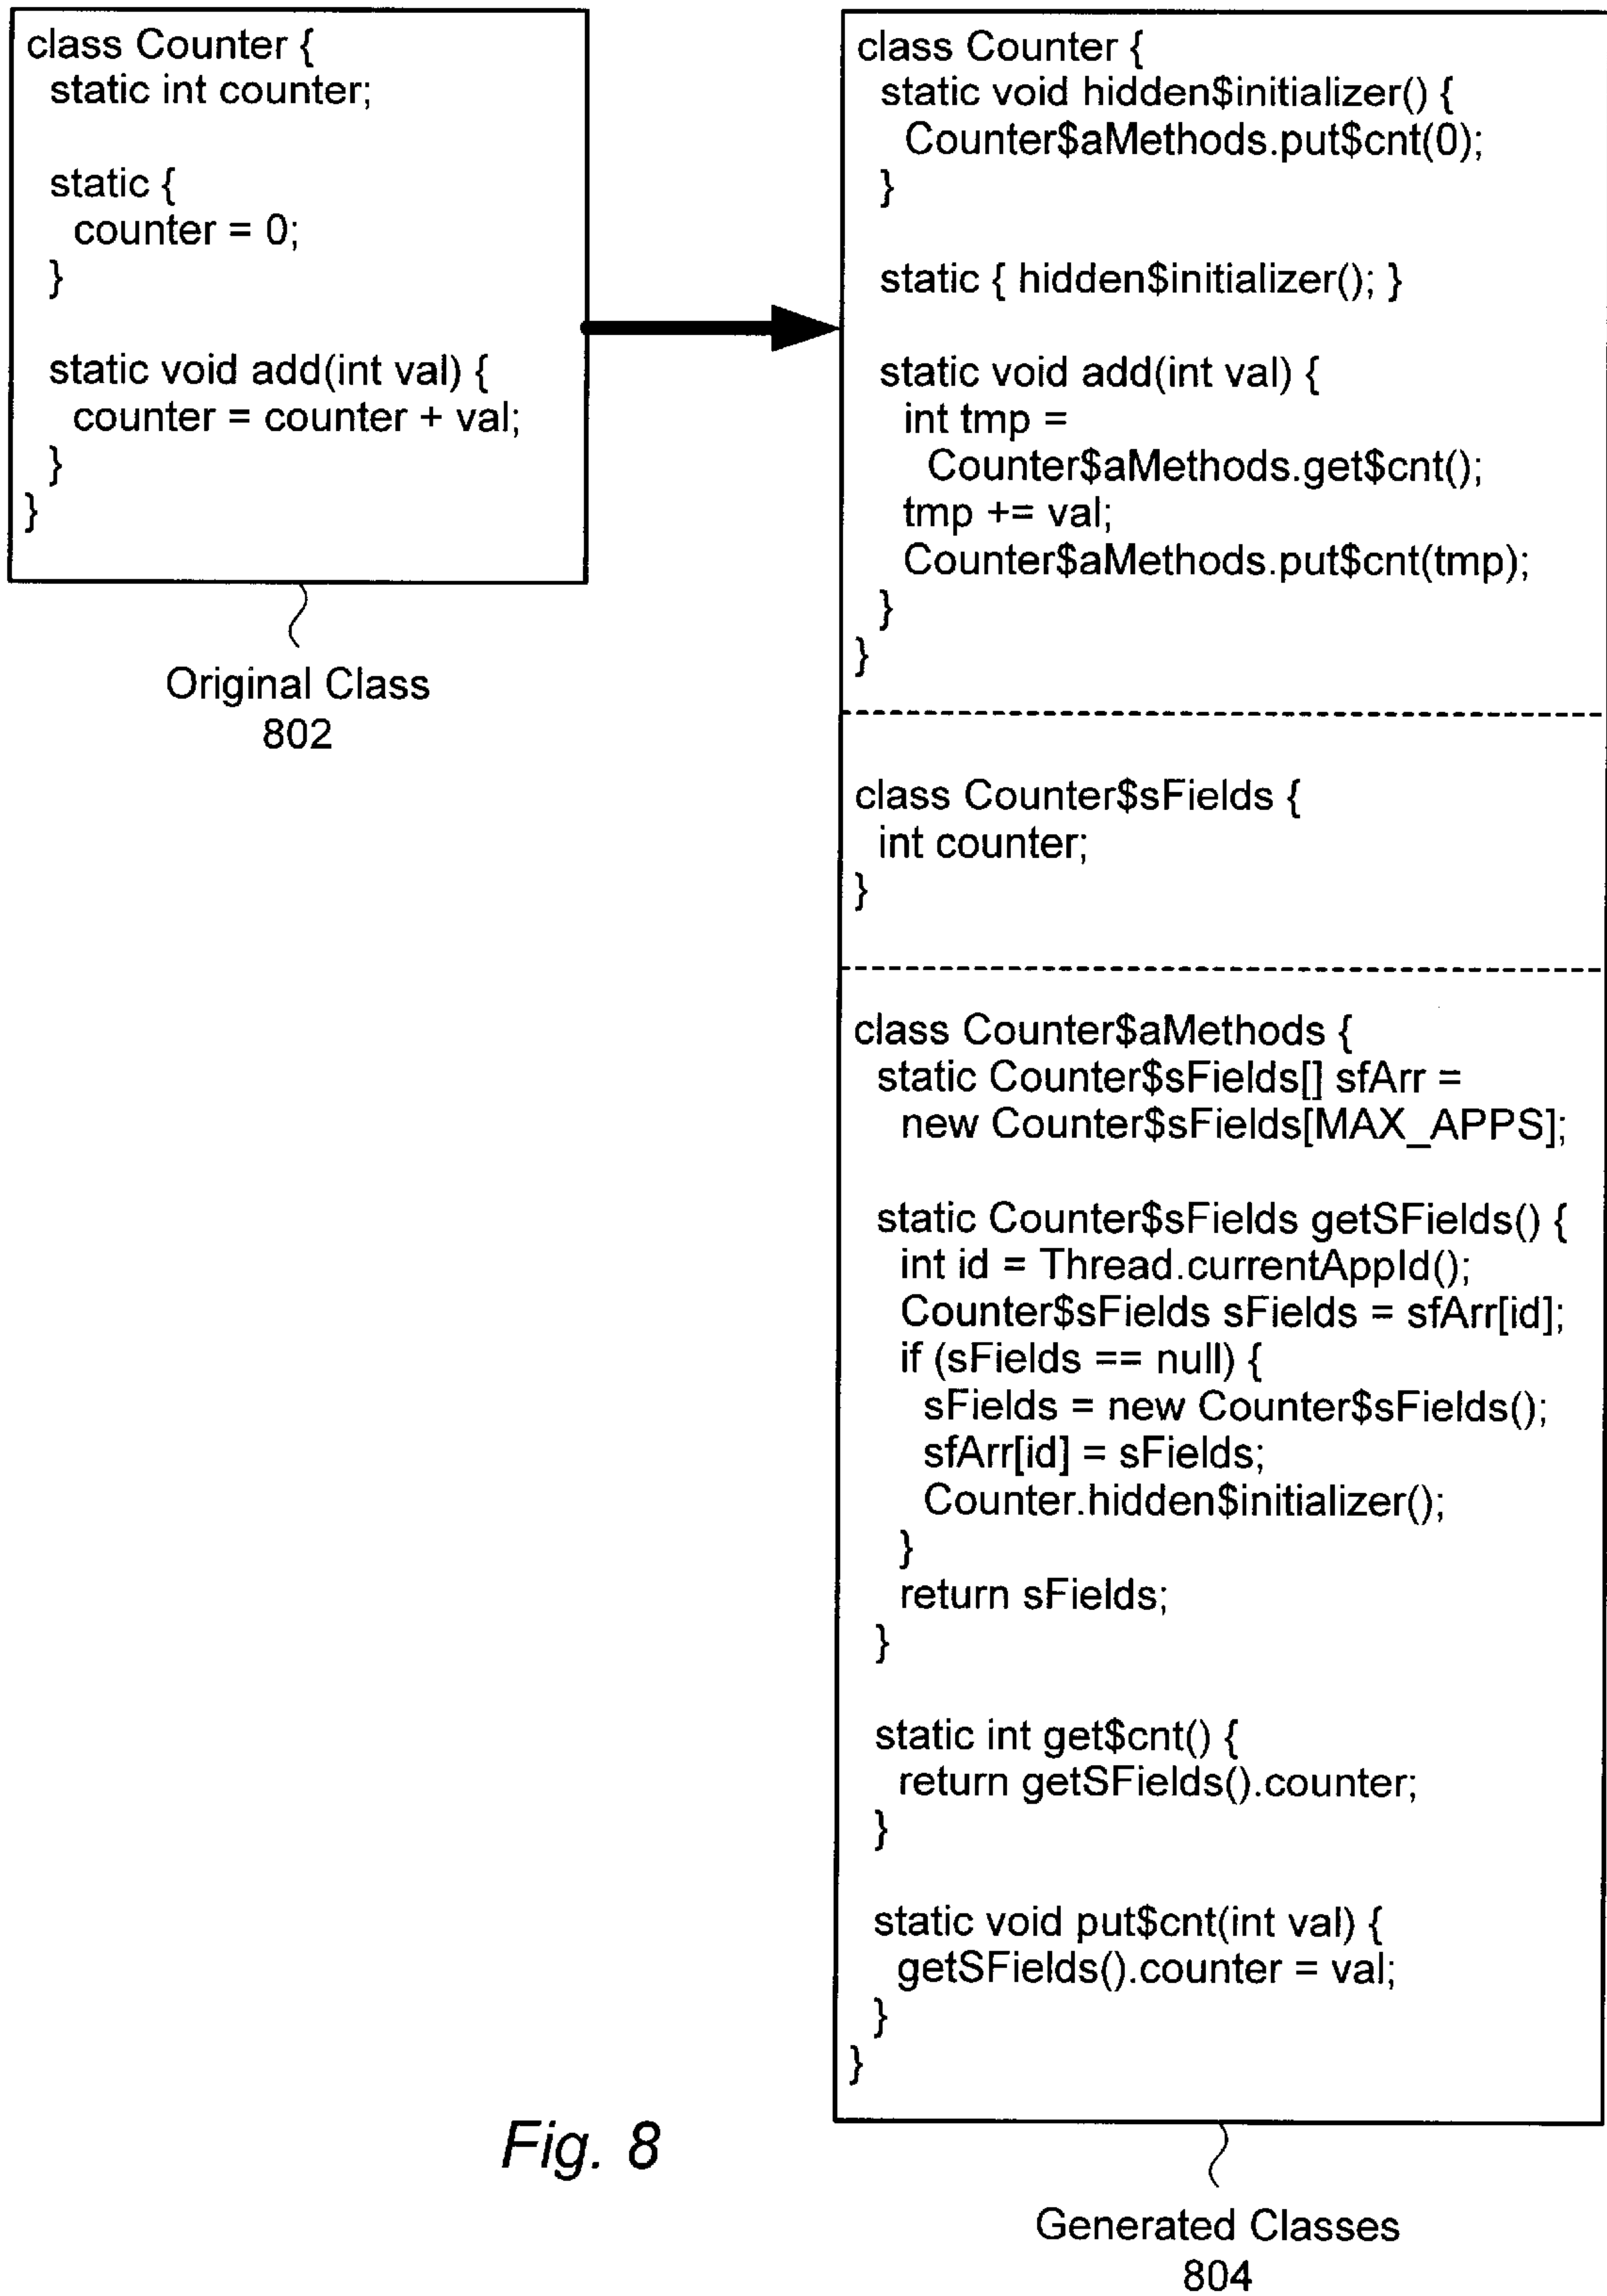 class Counter {
static int counter;
static {
counter = 0;
}
static void add(int val) {
counter = counter + val;
}
}
Original Class
802
class Counter {
static void hidden$initializer() {
Counter$aMethods.put$cnt(0);
}
static { hidden$initializer(); }
static void add(int val) {
int tmp =
Counter$aMethods.get$cnt();
tmp += val;
Counter$aMethods.put$cnt(tmp);
}
}
class Counter$sFields {
int counter;
}
class Counter$aMethods {
static Counter$sFields[] sfArr =
new Counter$sFields[MAX_APPS];
static Counter$sFields getSFields() {
int id = Thread.currentAppId();
Counter$sFields sFields = sfArr[id];
if (sFields == null) {
sFields = new Counter$sFields();
sfArr[id] = sFields;
Counter.hidden$initializer();
}
return sFields;
}
static int get$cnt() {
return getSFields().counter;
}
static void put$cnt(int val) {
getSFields().counter = val;
}
}
Generated Classes
804
Fig. 8